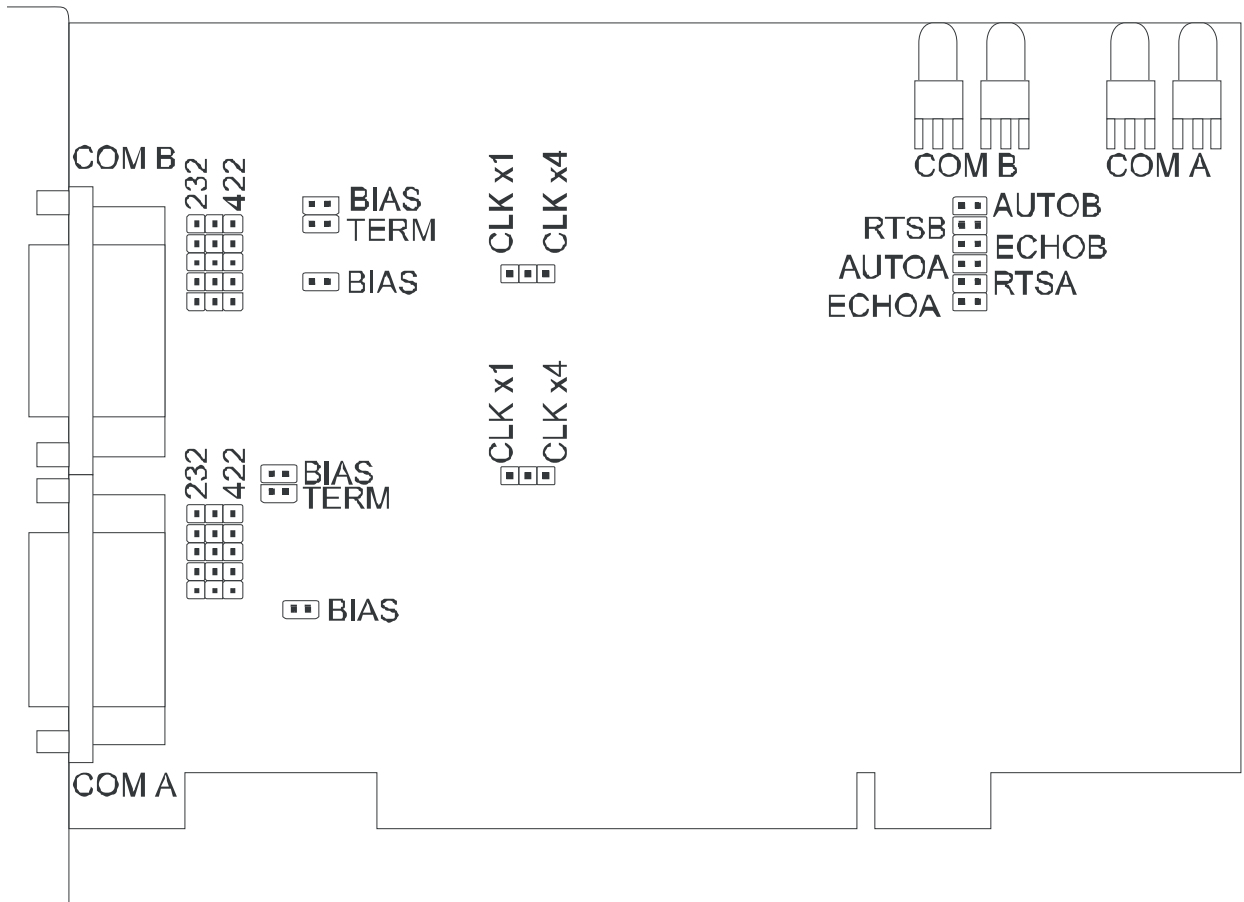 COM B
232
422
BIAS
TERM
BIAS
CLK x1
CLK x4
COM B
COM A
AUTOB
RTSB
ECHOB
AUTOA
RTSA
ECHOA
CLK x1
CLK x4
232
422
BIAS
TERM
BIAS
COM A